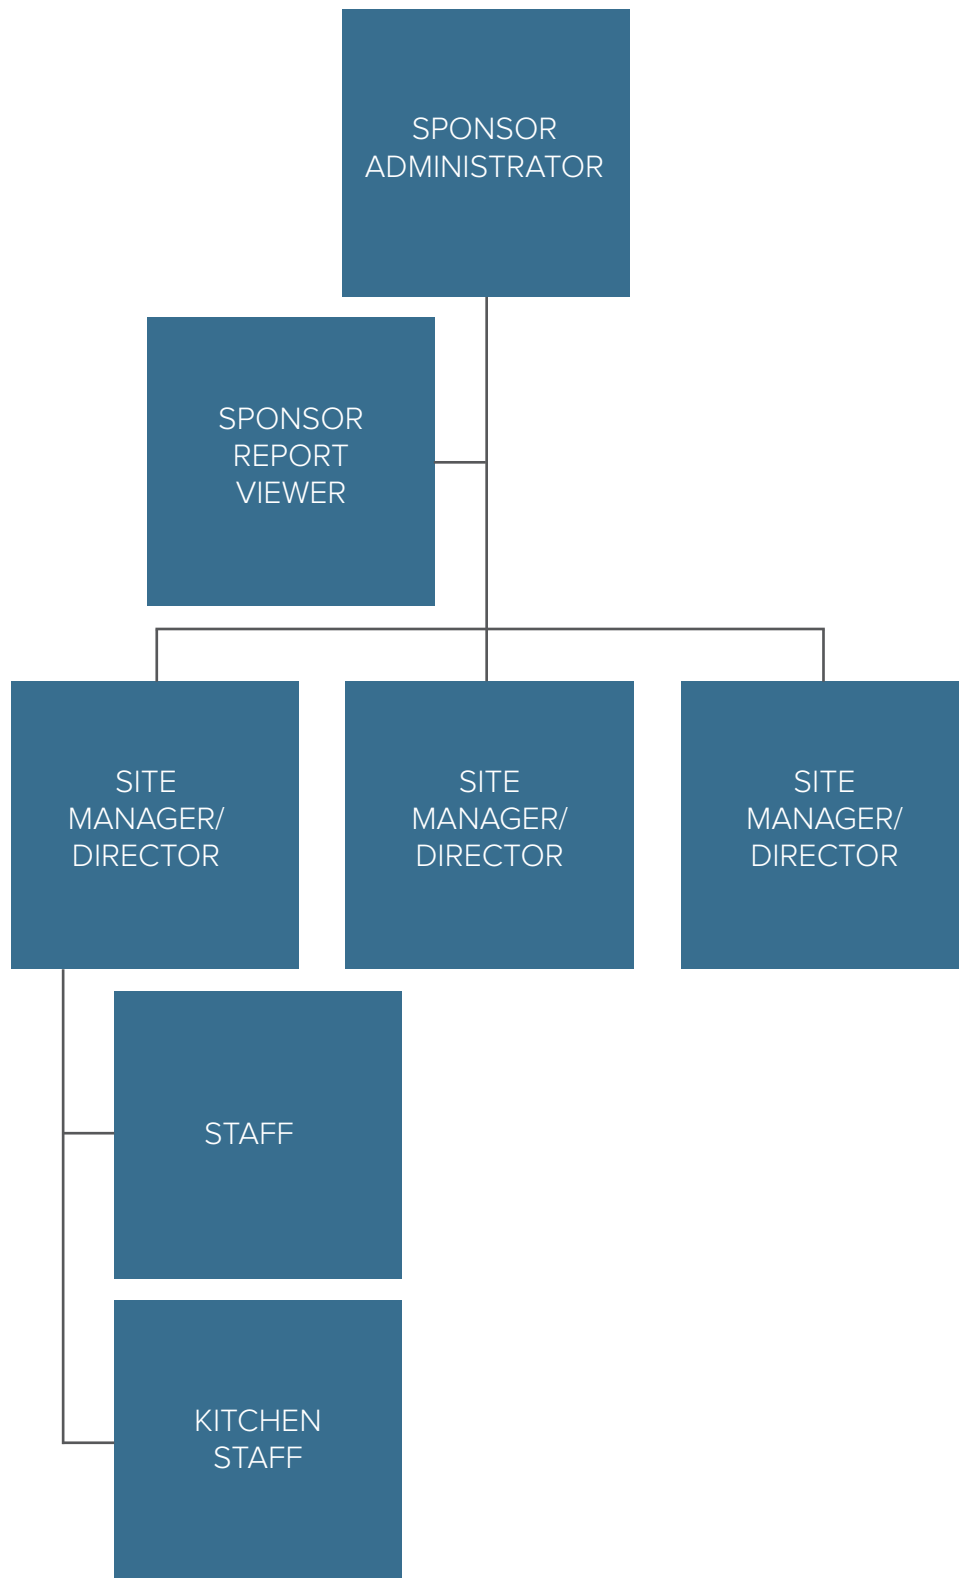 SPONSOR
ADMINISTRATOR
SPONSOR
REPORT
VIEWER
SITE
MANAGER/
DIRECTOR
SITE
MANAGER/
DIRECTOR
SITE
MANAGER/
DIRECTOR
STAFF
KITCHEN
STAFF